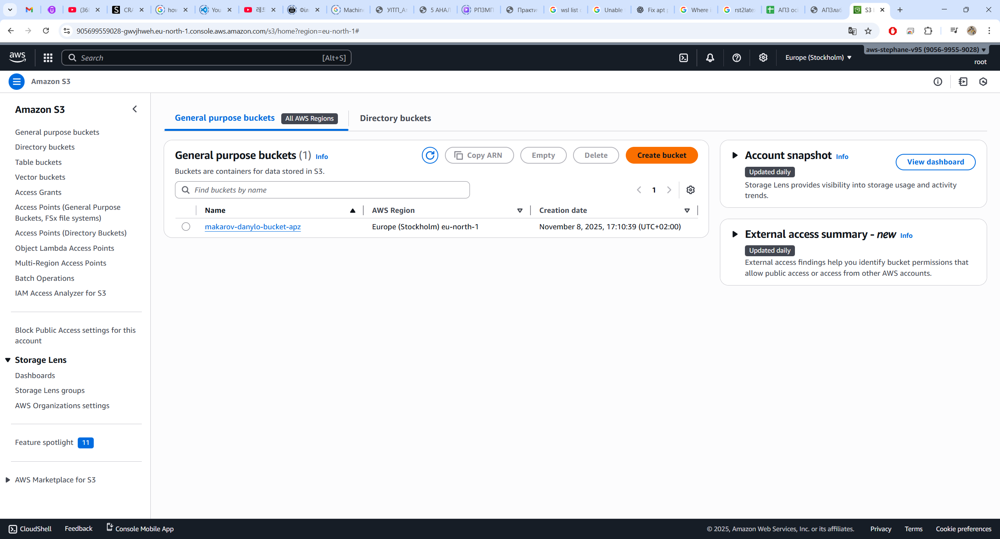 (368
CRA
how
You
레트
Філ
Machine
УІТП_Ат
5 АНАЛ
РПЗМП
Практи
wsl list
Unable
Fix apt
Where i
rst2late
АПЗ осі
АПЗлаб
S3
905699559028-gwvjhweh.eu-north-1.console.aws.amazon.com/s3/home?region=eu-north-1#
aws
Search
[Alt+S]
Europe (Stockholm)
aws-stephane-v95 (9056-9955-9028)
root
Amazon S3
Amazon S3
General purpose buckets
Directory buckets
Table buckets
Vector buckets
Access Grants
Access Points (General Purpose
Buckets, FSx file systems)
Access Points (Directory Buckets)
Object Lambda Access Points
Multi-Region Access Points
Batch Operations
IAM Access Analyzer for S3
Block Public Access settings for this
account
Storage Lens
Dashboards
Storage Lens groups
AWS Organizations settings
Feature spotlight 11
AWS Marketplace for S3
General purpose buckets All AWS Regions
Directory buckets
General purpose buckets (1) Info
Copy ARN
Empty
Delete
Create bucket
Buckets are containers for data stored in S3.
Find buckets by name
1
Name
AWS Region
Creation date
makarov-danylo-bucket-apz
Europe (Stockholm) eu-north-1
November 8, 2025, 17:10:39 (UTC+02:00)
Account snapshot Info
View dashboard
Updated daily
Storage Lens provides visibility into storage usage and activity
trends.
External access summary - new Info
Updated daily
External access findings help you identify bucket permissions that
allow public access or access from other AWS accounts.
CloudShell
Feedback
Console Mobile App
© 2025, Amazon Web Services, Inc. or its affiliates.
Privacy
Terms
Cookie preferences